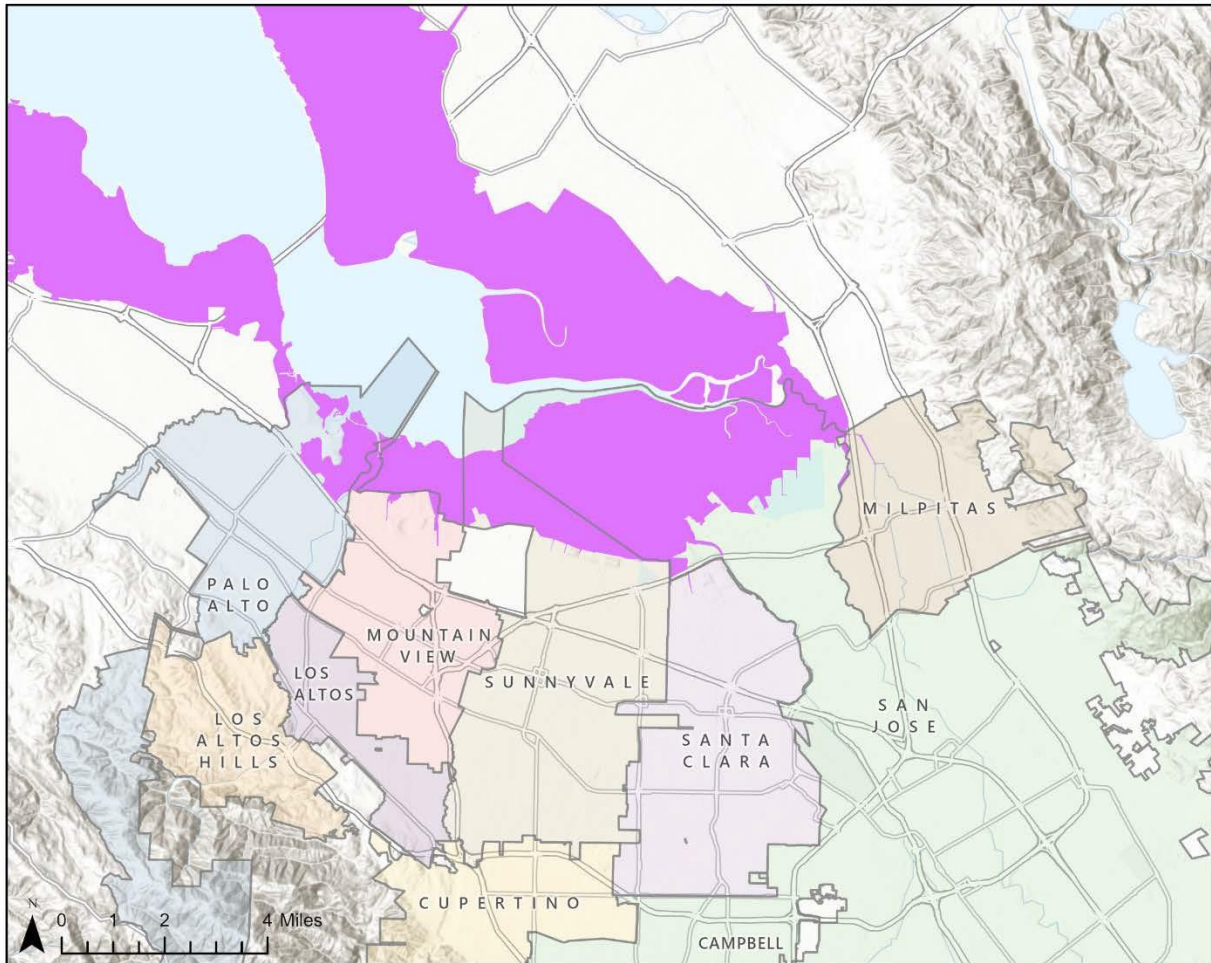 MILPITAS
PALO
ALTO
MOUNTAIN
VIEW
LOS
ALTOS
SUNNYVALE
LOS
ALTOS
HILLS
SAN
JOSE
SANTA
CLARA
CUPERTINO
CAMPBELL
N
0 1 2 4 Miles